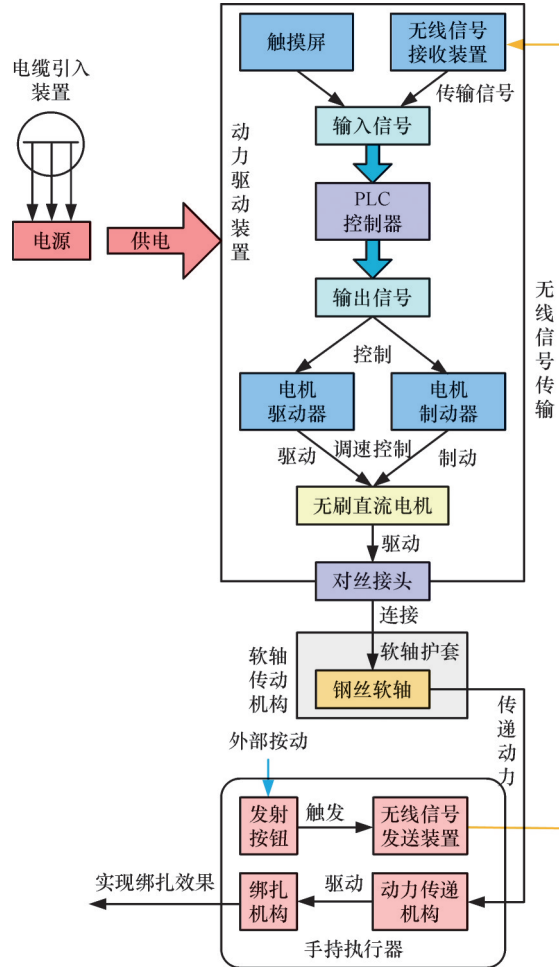 触摸屏
无线信号
接收装置
电缆引入
装置
传输信号
输入信号
动力驱动装置
PLC
控制器
电源
供电
输出信号
无线信号传输
控制
电机
驱动器
电机
制动器
驱动
调速控制
制动
无刷直流电机
驱动
对丝接头
连接
软轴
传动
机构
软轴护套
钢丝软轴
传递动力
外部按动
发射
按钮
触发
无线信号
发送装置
实现绑扎效果
绑扎
机构
驱动
动力传递
机构
手持执行器